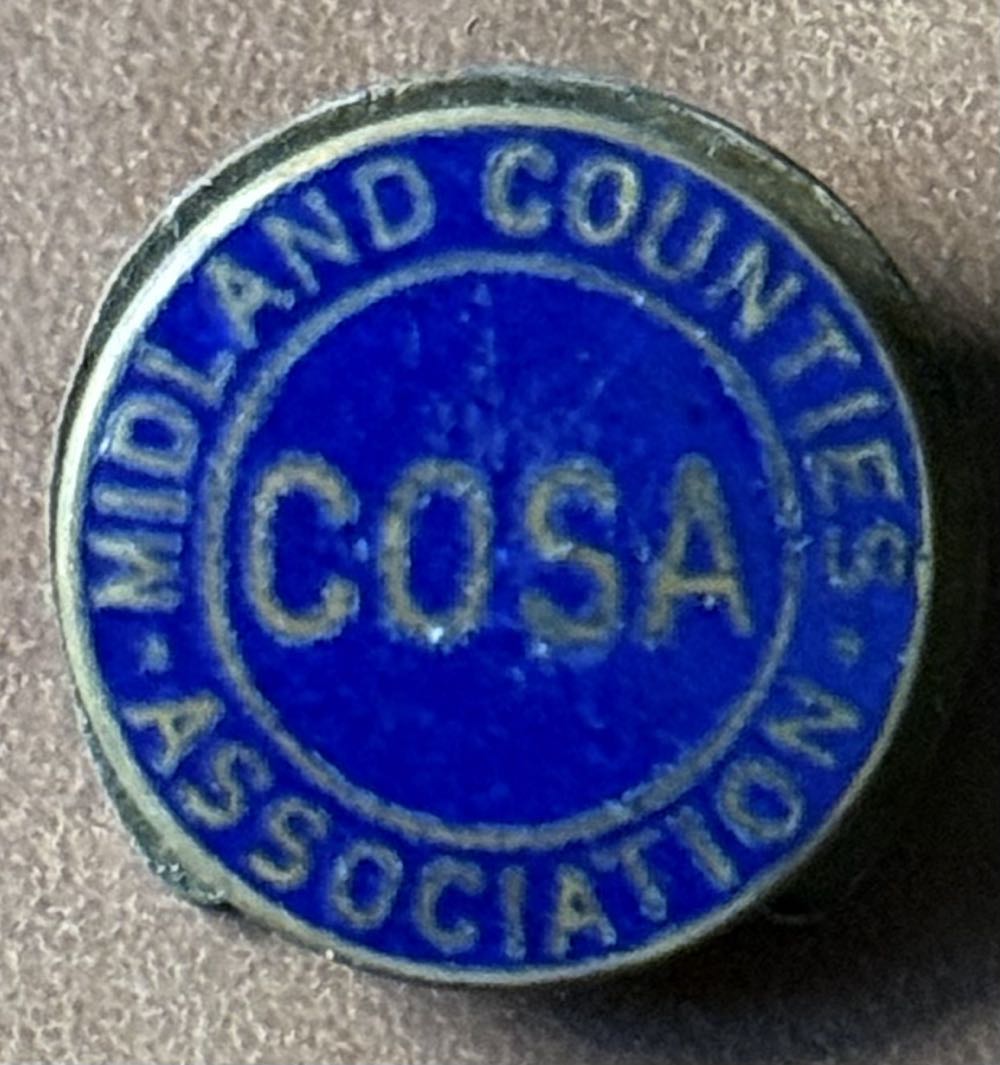 MIDLAND COUNTIES
COSA
· ASSOCIATION ·